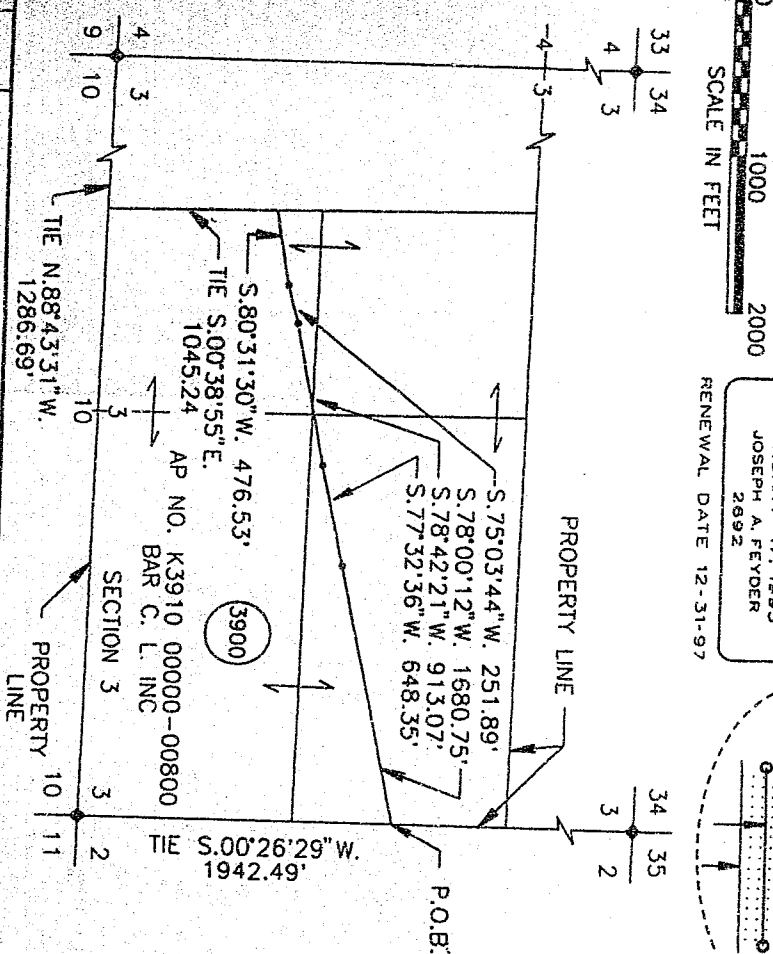 1000
2000
SCALE IN FEET
JOSEPH A. FEYDER
2692
RENEWAL DATE 12-31-97
33 34
4 3
34 35
3 2
4 3
PROPERTY LINE
P.O.B.
S.75°03'44"W. 251.89'
S.78°00'12"W. 1680.75'
S.78°42'21"W. 913.07'
S.77°32'36"W. 648.35'
S.80°31'30"W. 476.53'
TIE S.00°38'55"E.
1045.24
3900
AP NO. K3910 00000-00800
BAR C. L. INC
SECTION 3
TIE S.00°26'29"W.
1942.49'
4 3
9 10
3
10
3 2
10 11
TIE N.88°43'31"W.
1286.69'
PROPERTY
LINE